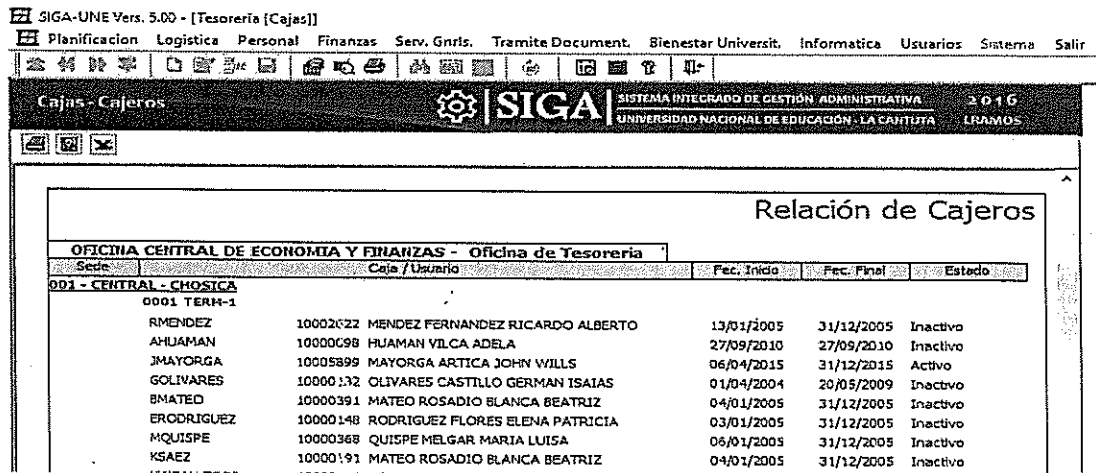 SIGA-UNE Vers. 5.00 - [Tesorería [Cajas]]
Planificacion Logistica Personal Finanzas Serv. Gnrls. Tramite Document. Bienestar Universit. Informatica Usuarios Sistema Salir
Cajas - Cajeros SIGA SISTEMA INTEGRADO DE GESTIÓN ADMINISTRATIVA 2016
UNIVERSIDAD NACIONAL DE EDUCACIÓN - LA CANTUTA LRAMOS
Relación de Cajeros
OFICINA CENTRAL DE ECONOMIA Y FINANZAS - Oficina de Tesoreria
Sede Caja / Usuario Fec. Inicio Fec. Final Estado
001 - CENTRAL - CHOSICA
0001 TERM-1
RMENDEZ MENDEZ FERNANDEZ RICARDO ALBERTO 13/01/2005 31/12/2005 Inactivo
AHUAMAN 10000098 HUAMAN VILCA ADELA 27/09/2010 27/09/2010 Inactivo
JMAYORGA 10005899 MAYORGA ARTICA JOHN WILLS 06/04/2015 31/12/2015 Activo
GOLIVARES OLIVARES CASTILLO GERMAN ISAIAS 01/04/2004 20/05/2009 Inactivo
BMATEO 10000391 MATEO ROSADIO BLANCA BEATRIZ 04/01/2005 31/12/2005 Inactivo
ERODRIGUEZ 10000148 RODRIGUEZ FLORES ELENA PATRICIA 03/01/2005 31/12/2005 Inactivo
MQUISPE 10000368 QUISPE MELGAR MARIA LUISA 06/01/2005 31/12/2005 Inactivo
KSAEZ MATEO ROSADIO BLANCA BEATRIZ 04/01/2005 31/12/2005 Inactivo